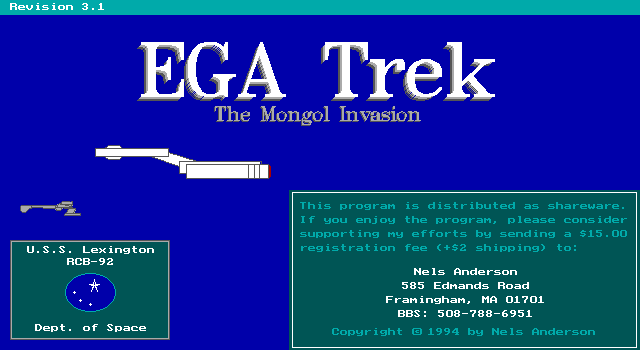 Revision 3.1
EGA Trek
The Mongol Invasion
This program is distributed as shareware.
If you enjoy the program, please consider
supporting my efforts by sending a $15.00
registration fee (+$2 shipping) to:
Nels Anderson
585 Edmands Road
Framingham, MA 01701
BBS: 508-788-6951
Copyright © 1994 by Nels Anderson
U.S.S. Lexington
RCB-92
Dept. of Space